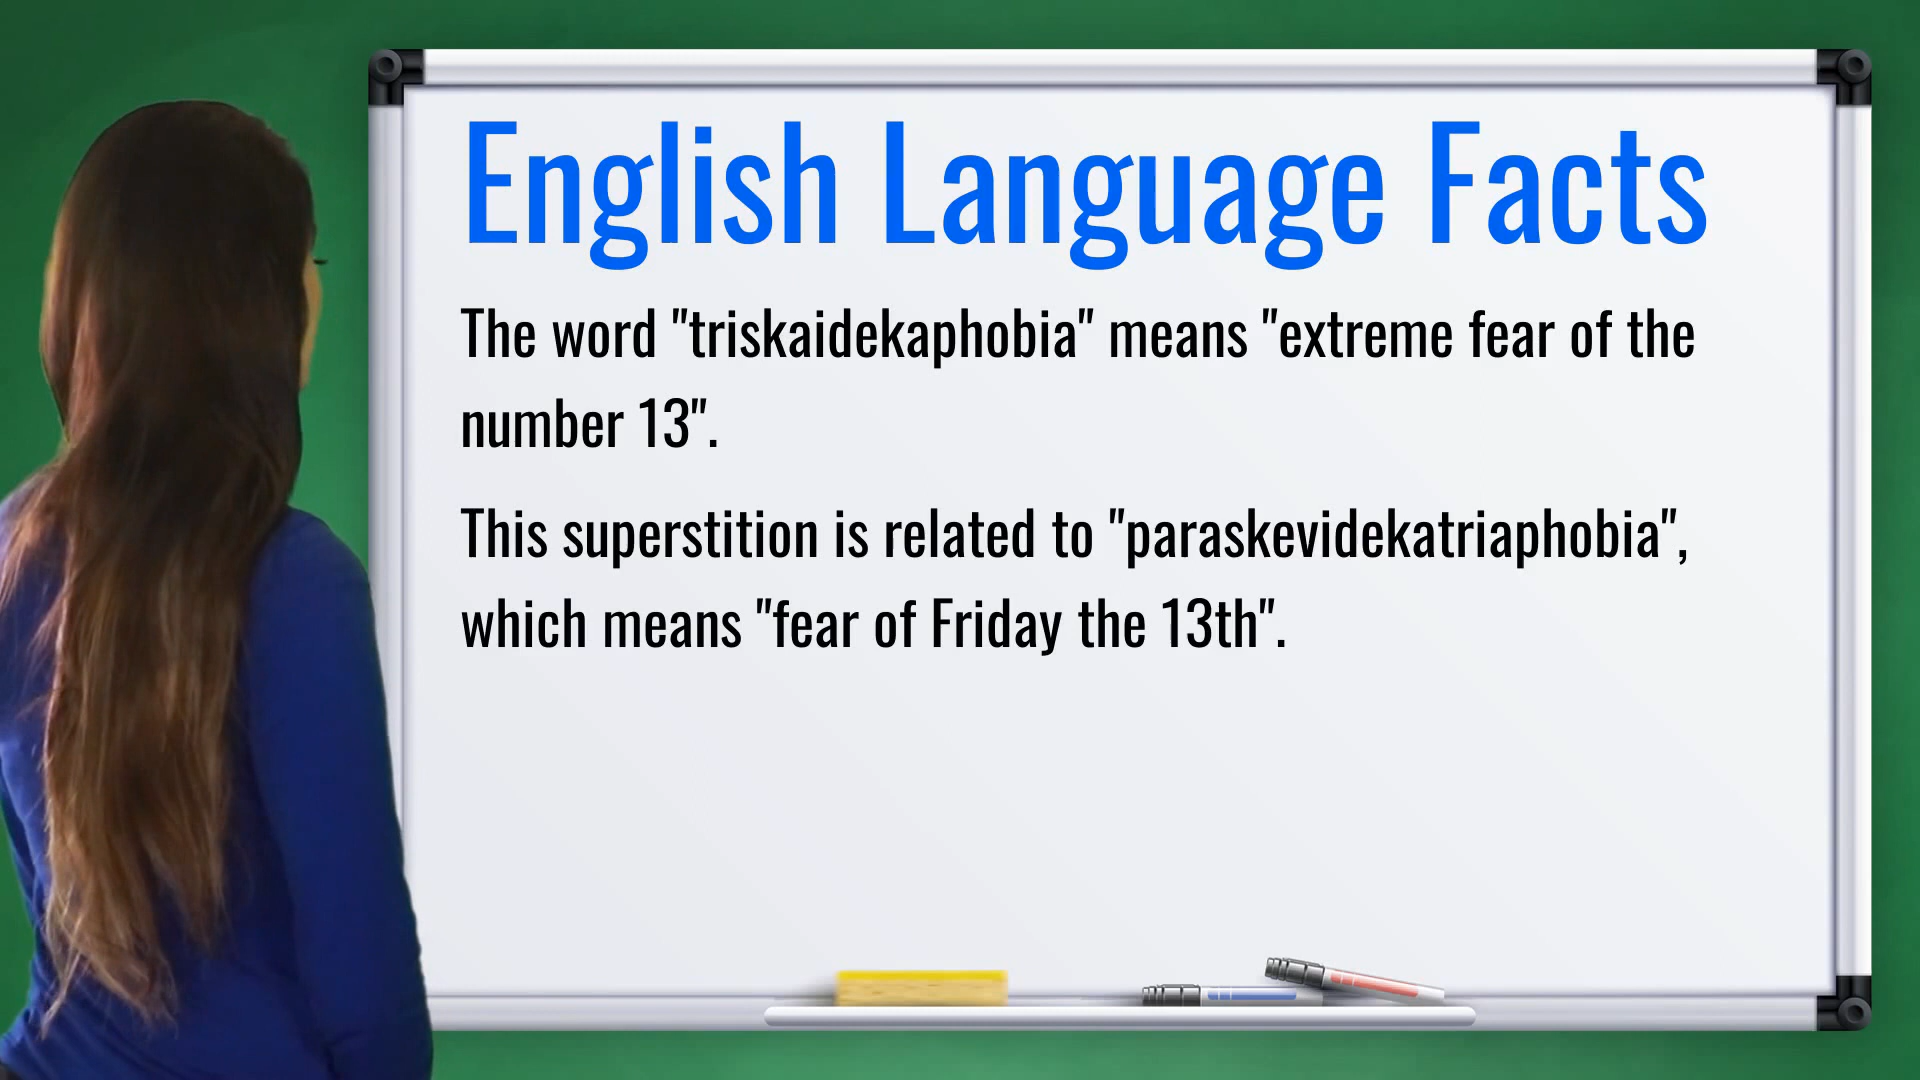 English Language Facts
The word "triskaidekaphobia" means "extreme fear of the
number 13".
This superstition is related to "paraskevidekatriaphobia",
which means "fear of Friday the 13th".